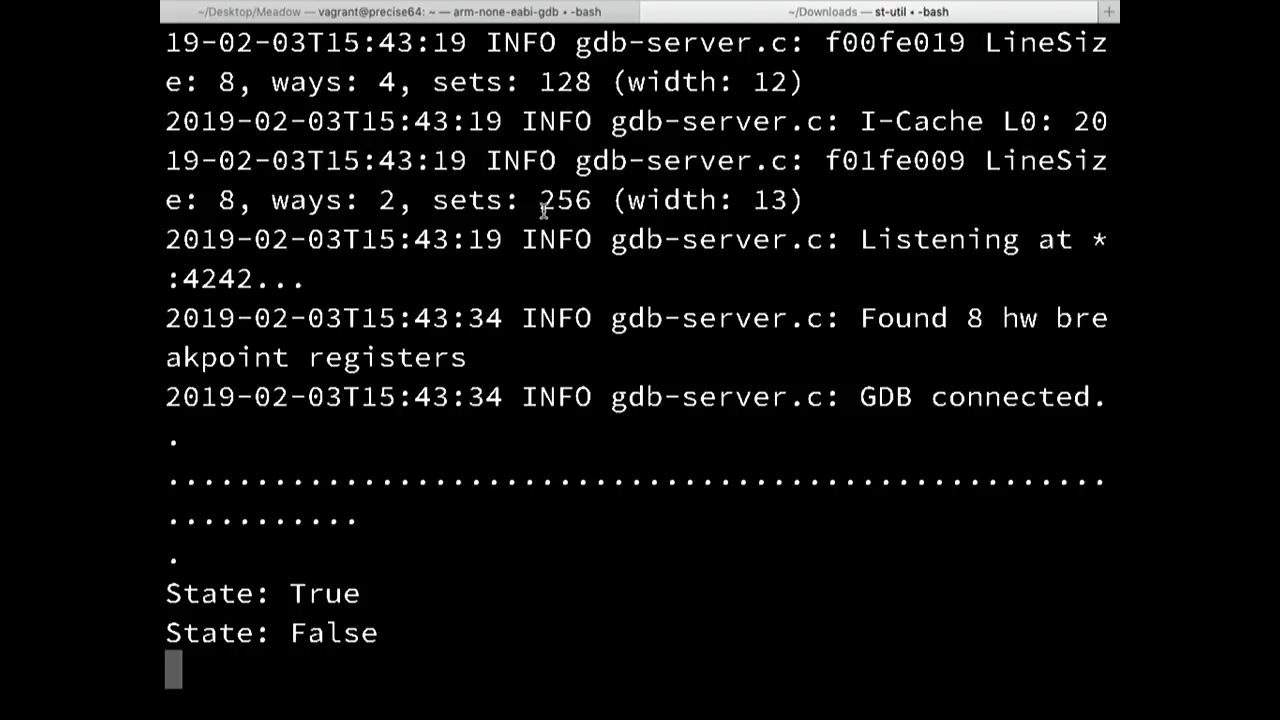 ~/Desktop/Meadow — vagrant@precise64: ~ — arm-none-eabi-gdb • -bash
~/Downloads — st-util • -bash
+
19-02-03T15:43:19 INFO gdb-server.c: f00fe019 LineSiz
e: 8, ways: 4, sets: 128 (width: 12)
2019-02-03T15:43:19 INFO gdb-server.c: I-Cache L0: 20
19-02-03T15:43:19 INFO gdb-server.c: f01fe009 LineSiz
e: 8, ways: 2, sets: 256 (width: 13)
2019-02-03T15:43:19 INFO gdb-server.c: Listening at *
:4242...
2019-02-03T15:43:34 INFO gdb-server.c: Found 8 hw bre
akpoint registers
2019-02-03T15:43:34 INFO gdb-server.c: GDB connected.
.
.....................................................
...........
.
State: True
State: False